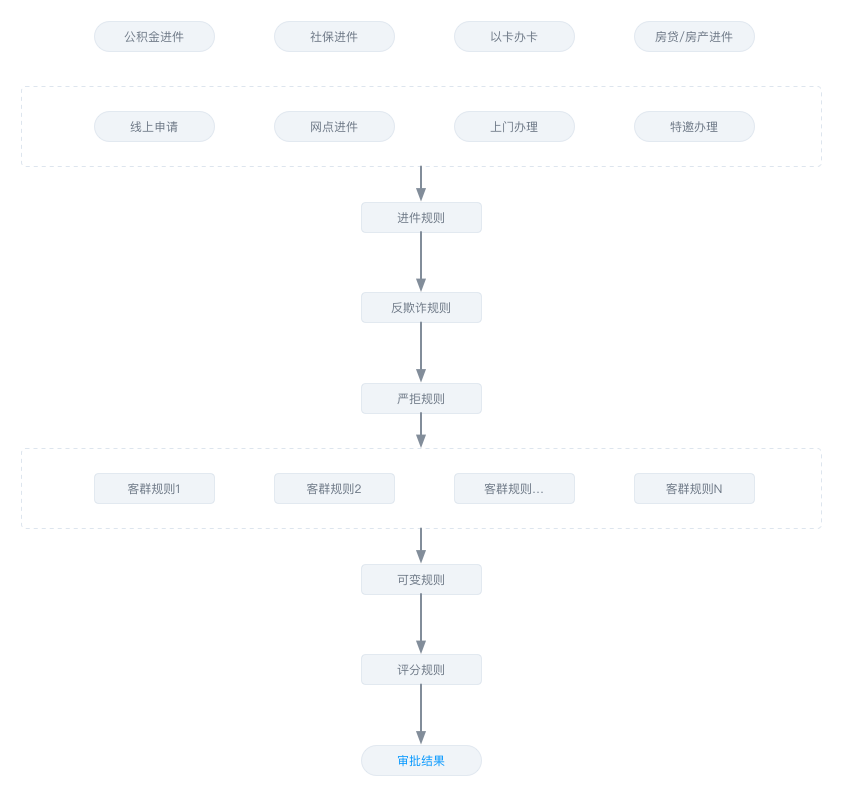 公积金进件
社保进件
以卡办卡
房贷/房产进件
线上申请
网点进件
上门办理
特邀办理
进件规则
反欺诈规则
严拒规则
客群规则1
客群规则2
客群规则...
客群规则N
可变规则
评分规则
审批结果